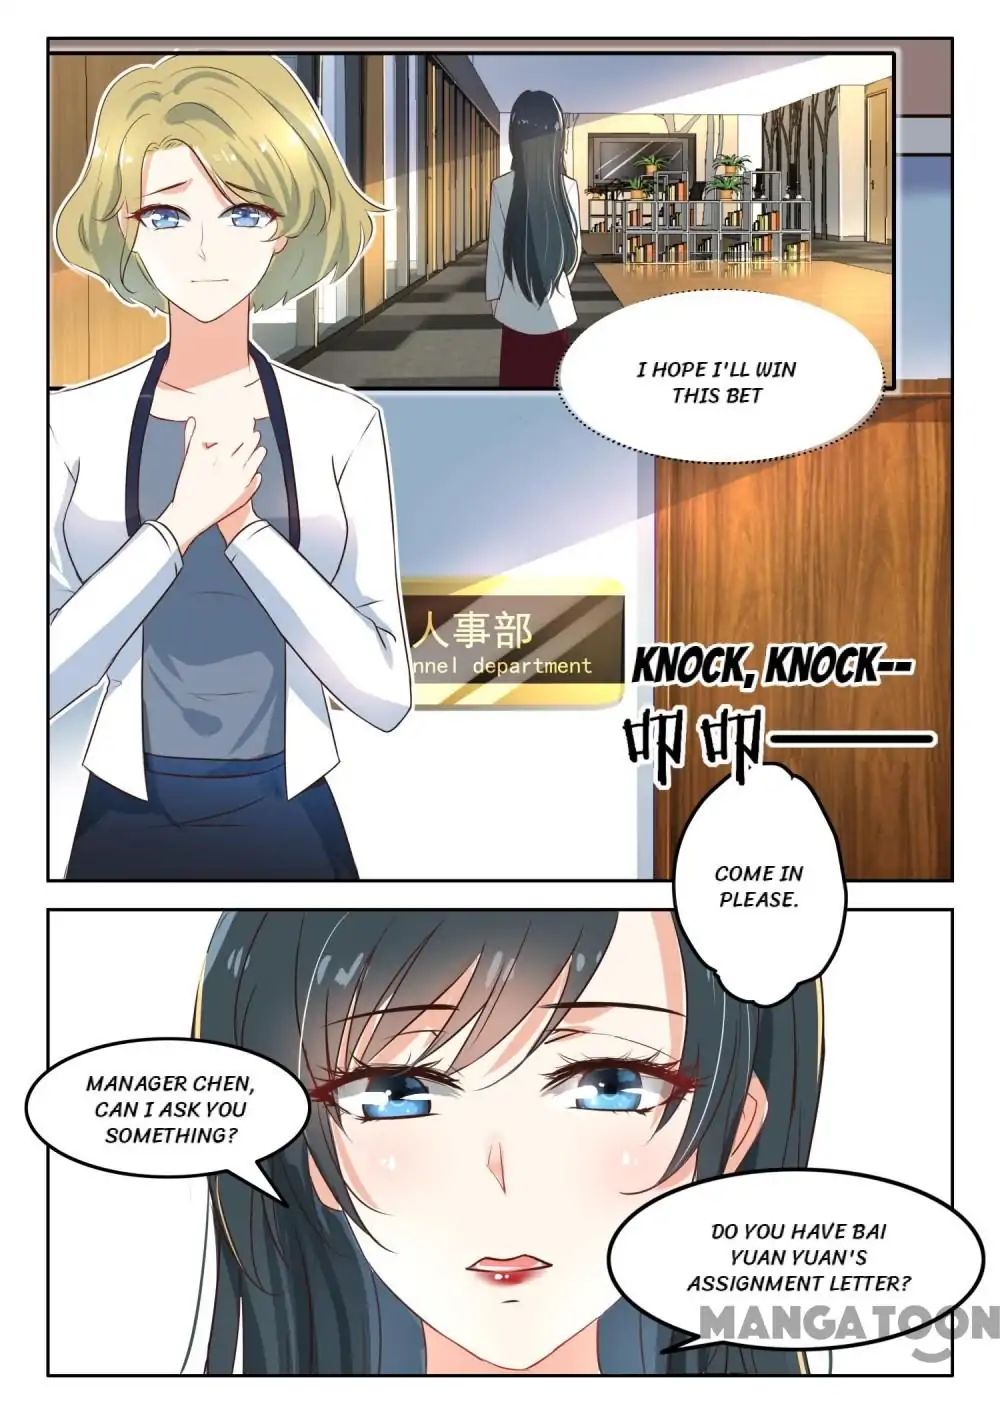 I HOPE I'LL WIN
THIS BET
人事部
nnel department
KNOCK, KNOCK--
叩叩——
COME IN
PLEASE.
MANAGER CHEN,
CAN I ASK YOU
SOMETHING?
DO YOU HAVE BAI
YUAN YUAN'S
ASSIGNMENT LETTER?
MANGATOON